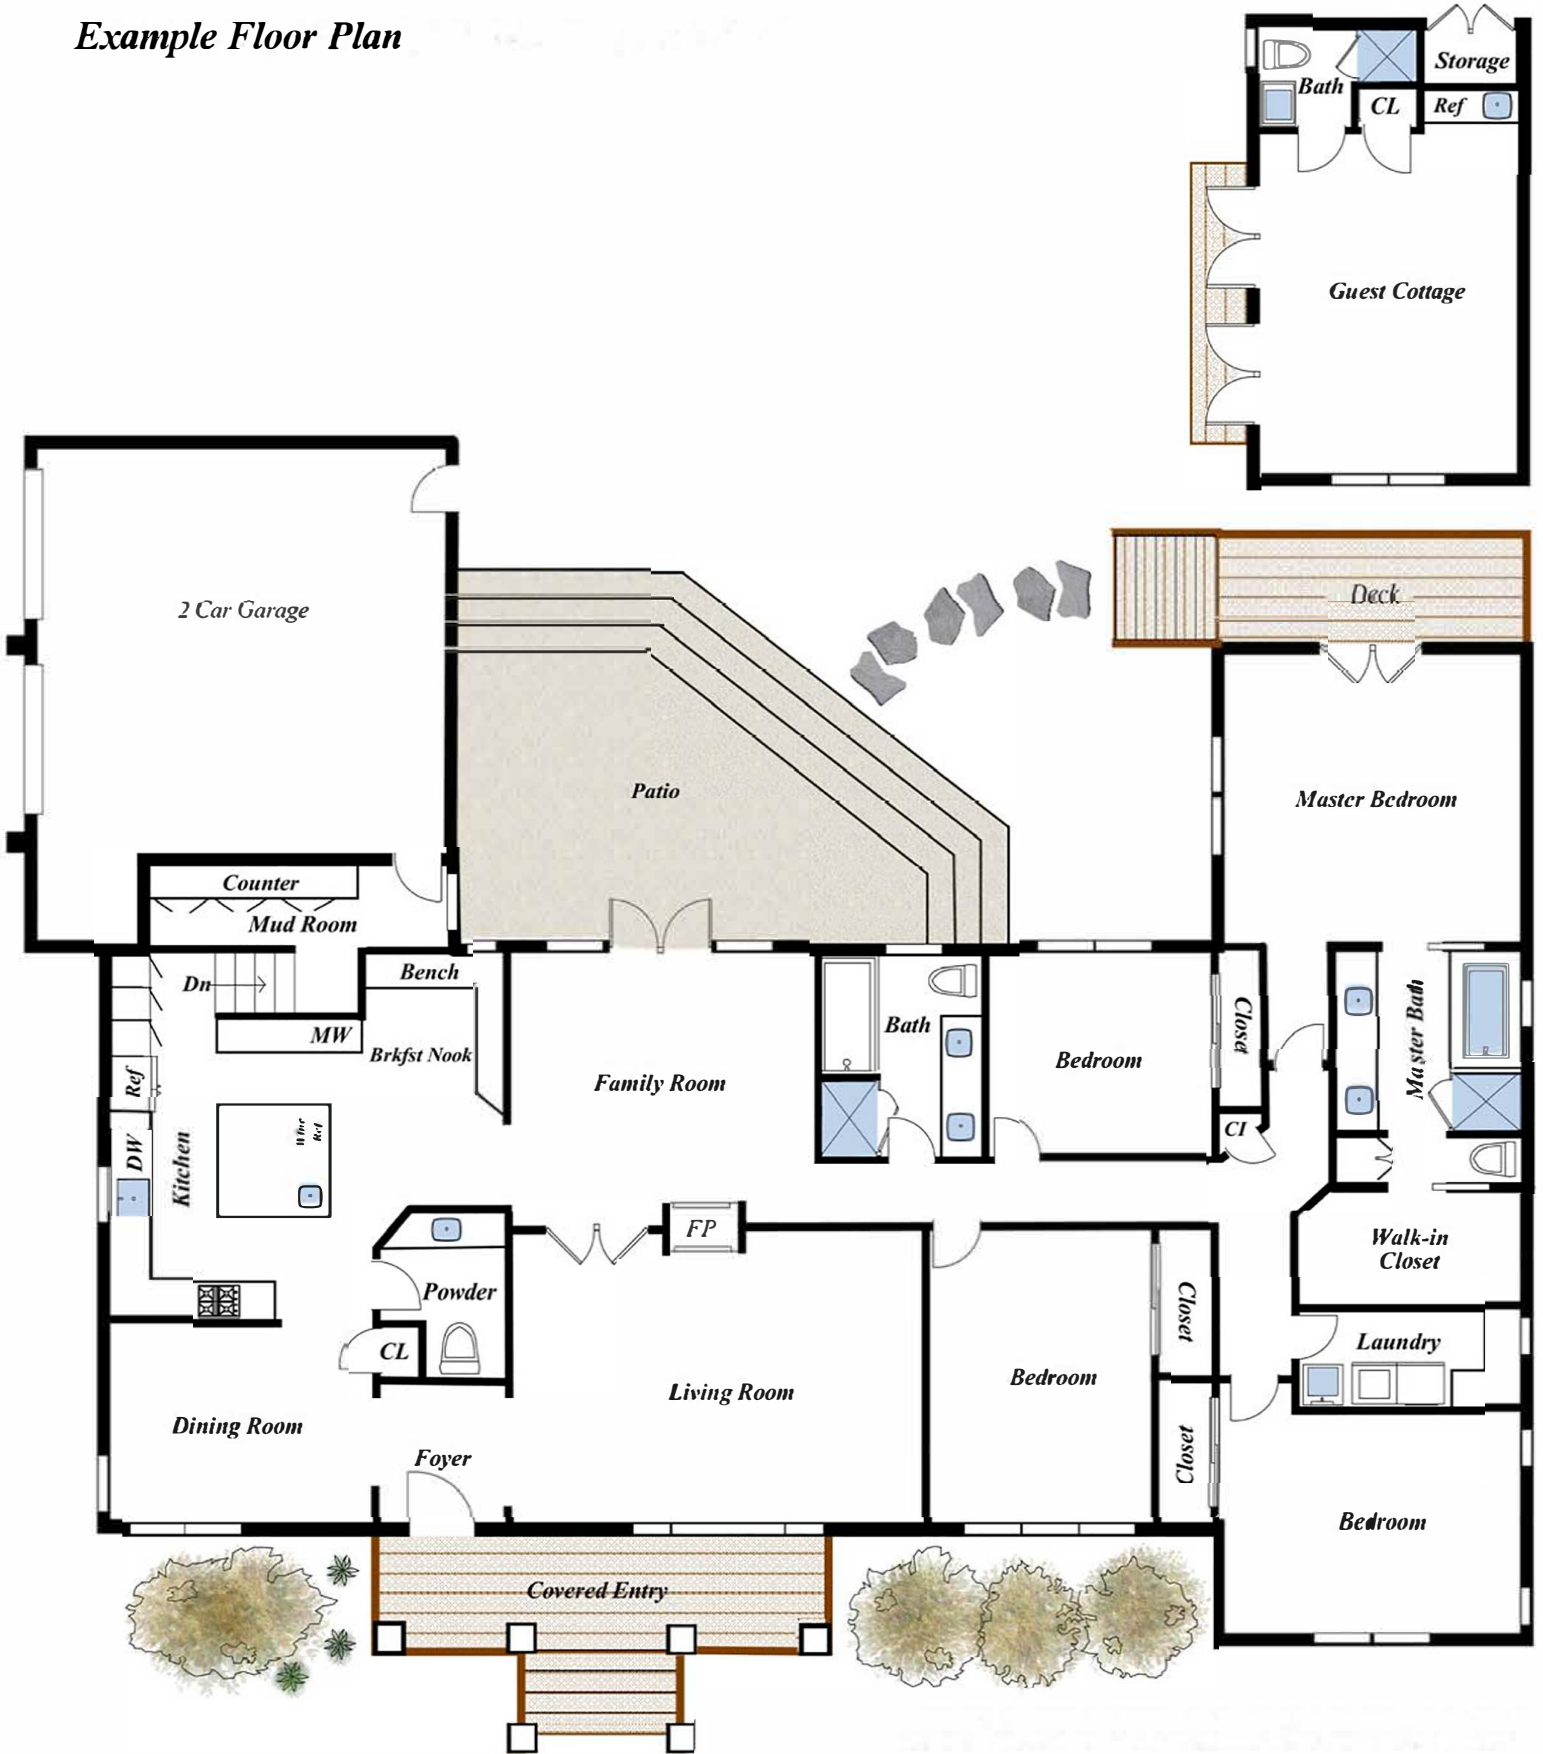 Example Floor Plan
Storage
Bath
CL
Ref
Guest Cottage
2 Car Garage
Deck
Patio
Master Bedroom
Counter
Mud Room
Dn
Bench
MW
Brkfst Nook
Ref
DW
Kitchen
Wine
Ref
Family Room
Bath
Bedroom
Closet
CI
Master Bath
FP
Walk-in
Closet
Powder
CL
Closet
Laundry
Living Room
Bedroom
Dining Room
Foyer
Closet
Bedroom
Covered Entry